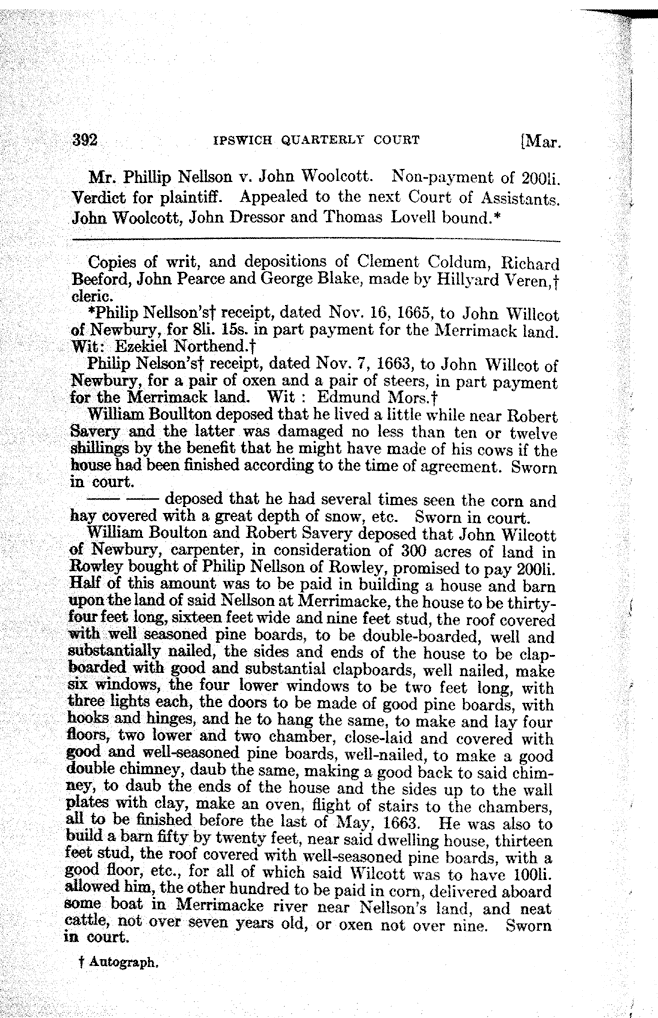 392 IPSWICH QUARTERLY COURT [Mar.
Mr. Phillip Nellson v. John Woolcott. Non-payment of 200li.
Verdict for plaintiff. Appealed to the next Court of Assistants.
John Woolcott, John Dressor and Thomas Lovell bound.*
Copies of writ, and depositions of Clement Coldum, Richard
Beeford, John Pearce and George Blake, made by Hillyard Veren,†
cleric.
*Philip Nellson's† receipt, dated Nov. 16, 1665, to John Willcot
of Newbury, for 8li. 15s. in part payment for the Merrimack land.
Wit: Ezekiel Northend.†
Philip Nelson's† receipt, dated Nov. 7, 1663, to John Willcot of
Newbury, for a pair of oxen and a pair of steers, in part payment
for the Merrimack land. Wit : Edmund Mors.†
William Boullton deposed that he lived a little while near Robert
Savery and the latter was damaged no less than ten or twelve
shillings by the benefit that he might have made of his cows if the
house had been finished according to the time of agreement. Sworn
in court.
—— —— deposed that he had several times seen the corn and
hay covered with a great depth of snow, etc. Sworn in court.
William Boulton and Robert Savery deposed that John Wilcott
of Newbury, carpenter, in consideration of 300 acres of land in
Rowley bought of Philip Nellson of Rowley, promised to pay 200li.
Half of this amount was to be paid in building a house and barn
upon the land of said Nellson at Merrimacke, the house to be thirty-
four feet long, sixteen feet wide and nine feet stud, the roof covered
with well seasoned pine boards, to be double-boarded, well and
substantially nailed, the sides and ends of the house to be clap-
boarded with good and substantial clapboards, well nailed, make
six windows, the four lower windows to be two feet long, with
three lights each, the doors to be made of good pine boards, with
hooks and hinges, and he to hang the same, to make and lay four
floors, two lower and two chamber, close-laid and covered with
good and well-seasoned pine boards, well-nailed, to make a good
double chimney, daub the same, making a good back to said chim-
ney, to daub the ends of the house and the sides up to the wall
plates with clay, make an oven, flight of stairs to the chambers,
all to be finished before the last of May, 1663. He was also to
build a barn fifty by twenty feet, near said dwelling house, thirteen
feet stud, the roof covered with well-seasoned pine boards, with a
good floor, etc., for all of which said Wilcott was to have 100li.
allowed him, the other hundred to be paid in corn, delivered aboard
some boat in Merrimacke river near Nellson's land, and neat
cattle, not over seven years old, or oxen not over nine. Sworn
in court.
† Autograph.